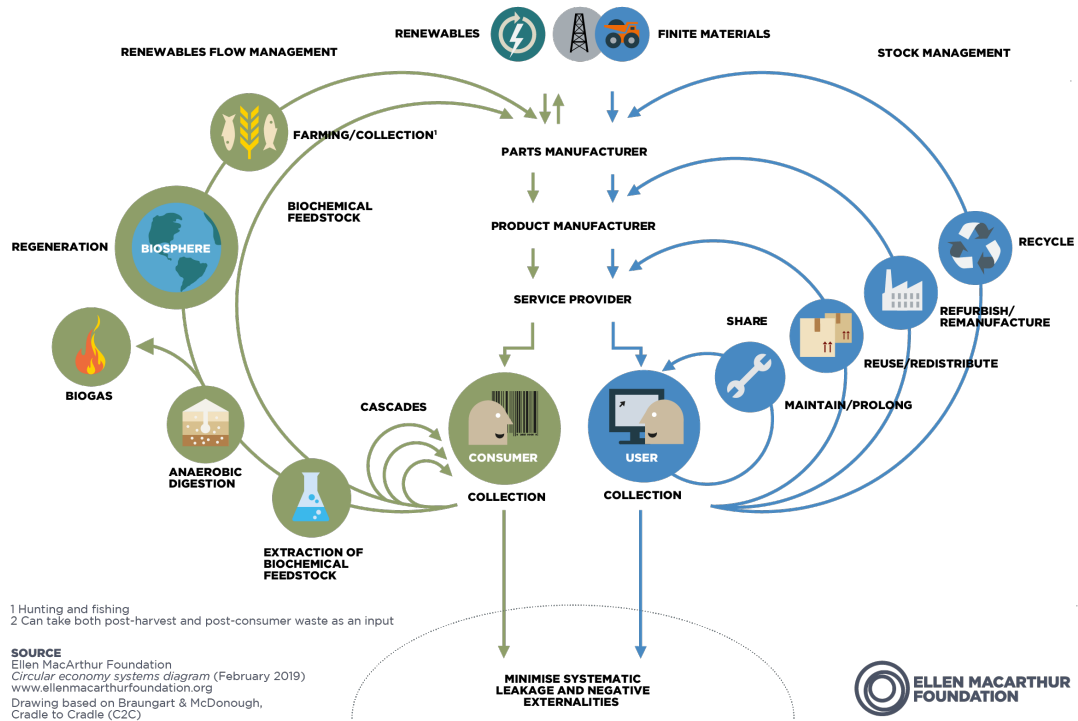 RENEWABLES
FINITE MATERIALS
RENEWABLES FLOW MANAGEMENT
STOCK MANAGEMENT
FARMING/COLLECTION¹
PARTS MANUFACTURER
BIOCHEMICAL
FEEDSTOCK
PRODUCT MANUFACTURER
REGENERATION
BIOSPHERE
RECYCLE
SERVICE PROVIDER
SHARE
REFURBISH/
REMANUFACTURE
REUSE/REDISTRIBUTE
BIOGAS
CASCADES
MAINTAIN/PROLONG
CONSUMER
USER
ANAEROBIC
DIGESTION
COLLECTION
COLLECTION
EXTRACTION OF
BIOCHEMICAL
FEEDSTOCK
1 Hunting and fishing
2 Can take both post-harvest and post-consumer waste as an input
SOURCE
Ellen MacArthur Foundation
Circular economy systems diagram (February 2019)
www.ellenmacarthurfoundation.org
Drawing based on Braungart & McDonough,
Cradle to Cradle (C2C)
MINIMISE SYSTEMATIC
LEAKAGE AND NEGATIVE
EXTERNALITIES
ELLEN MACARTHUR
FOUNDATION